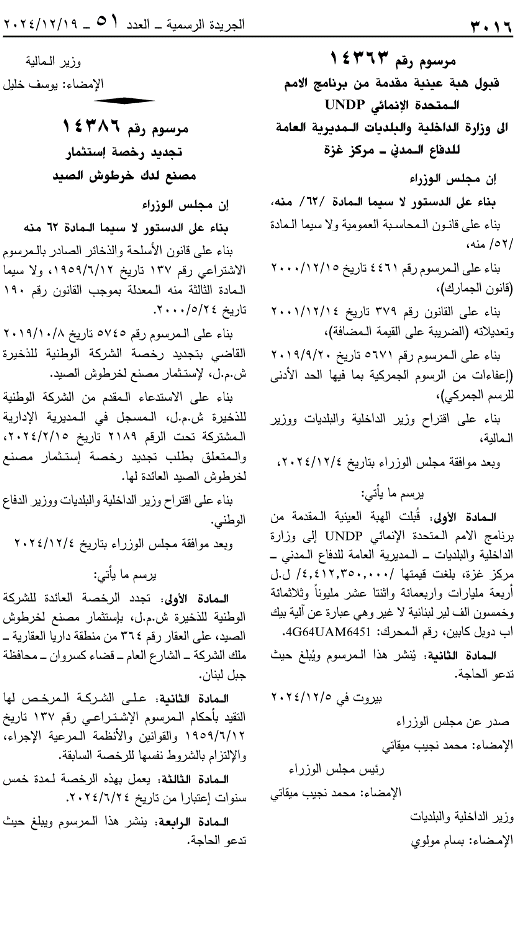 ٣٠١٦
الجريدة الرسمية ــ العدد ٥١ ــ ٢٠٢٤/١٢/١٩
مرسوم رقم ١٤٣٦٣
قبول هبة عينية مقدمة من برنامج الامم
المتحدة الإنمائي UNDP
الى وزارة الداخلية والبلديات المديرية العامة
للدفاع المدني ــ مركز غزة
إن مجلس الوزراء
بناء على الدستور لا سيما المادة /٦٢/ منه،
بناء على قانون المحاسبة العمومية ولا سيما المادة
/٥٢/ منه،
بناء على المرسوم رقم ٤٤٦١ تاريخ ٢٠٠٠/١٢/١٥
(قانون الجمارك)،
بناء على القانون رقم ٣٧٩ تاريخ ٢٠٠١/١٢/١٤
وتعديلاته (الضريبة على القيمة المضافة)،
بناء على المرسوم رقم ٥٦٧١ تاريخ ٢٠١٩/٩/٢٠
(إعفاءات من الرسوم الجمركية بما فيها الحد الأدنى
للرسم الجمركي)،
بناء على اقتراح وزير الداخلية والبلديات ووزير
المالية،
وبعد موافقة مجلس الوزراء بتاريخ ٢٠٢٤/١٢/٤،
يرسم ما يأتي:
المادة الأولى: قُبلت الهبة العينية المقدمة من
برنامج الامم المتحدة الإنمائي UNDP إلى وزارة
الداخلية والبلديات ــ المديرية العامة للدفاع المدني ــ
مركز غزة، بلغت قيمتها /٤,٤١٢,٣٥٠,٠٠٠/ ل.ل
أربعة مليارات واربعمائة واثنتا عشر مليوناً وثلاثمائة
وخمسون الف لير لبنانية لا غير وهي عبارة عن آلية بيك
اب دوبل كابين، رقم المحرك: 4G64UAM6451.
المادة الثانية: يُنشر هذا المرسوم ويُبلغ حيث
تدعو الحاجة.
بيروت في ٢٠٢٤/١٢/٥
صدر عن مجلس الوزراء
الإمضاء: محمد نجيب ميقاتي
رئيس مجلس الوزراء
الإمضاء: محمد نجيب ميقاتي
وزير الداخلية والبلديات
الإمضاء: بسام مولوي
وزير المالية
الإمضاء: يوسف خليل
مرسوم رقم ١٤٣٨٦
تجديد رخصة إستثمار
مصنع لدك خرطوش الصيد
إن مجلس الوزراء
بناء على الدستور لا سيما المادة ٦٢ منه
بناء على قانون الأسلحة والذخائر الصادر بالمرسوم
الاشتراعي رقم ١٣٧ تاريخ ١٩٥٩/٦/١٢، ولا سيما
المادة الثالثة منه المعدلة بموجب القانون رقم ١٩٠
تاريخ ٢٠٠٠/٥/٢٤.
بناء على المرسوم رقم ٥٧٤٥ تاريخ ٢٠١٩/١٠/٨
القاضي بتجديد رخصة الشركة الوطنية للذخيرة
ش.م.ل، لإستثمار مصنع لخرطوش الصيد.
بناء على الاستدعاء المقدم من الشركة الوطنية
للذخيرة ش.م.ل، المسجل في المديرية الإدارية
المشتركة تحت الرقم ٢١٨٩ تاريخ ٢٠٢٤/٢/١٥،
والمتعلق بطلب تجديد رخصة إستثمار مصنع
لخرطوش الصيد العائدة لها.
بناء على اقتراح وزير الداخلية والبلديات ووزير الدفاع
الوطني.
وبعد موافقة مجلس الوزراء بتاريخ ٢٠٢٤/١٢/٤
يرسم ما يأتي:
المادة الأولى: تجدد الرخصة العائدة للشركة
الوطنية للذخيرة ش.م.ل، بإستثمار مصنع لخرطوش
الصيد، على العقار رقم ٣٦٤ من منطقة داريا العقارية ــ
ملك الشركة ــ الشارع العام ــ قضاء كسروان ــ محافظة
جبل لبنان.
المادة الثانية: على الشركة المرخص لها
التقيد بأحكام المرسوم الإشتراعي رقم ١٣٧ تاريخ
١٩٥٩/٦/١٢ والقوانين والأنظمة المرعية الإجراء،
والإلتزام بالشروط نفسها للرخصة السابقة.
المادة الثالثة: يعمل بهذه الرخصة لمدة خمس
سنوات إعتباراً من تاريخ ٢٠٢٤/٦/٢٤.
المادة الرابعة: ينشر هذا المرسوم ويبلغ حيث
تدعو الحاجة.